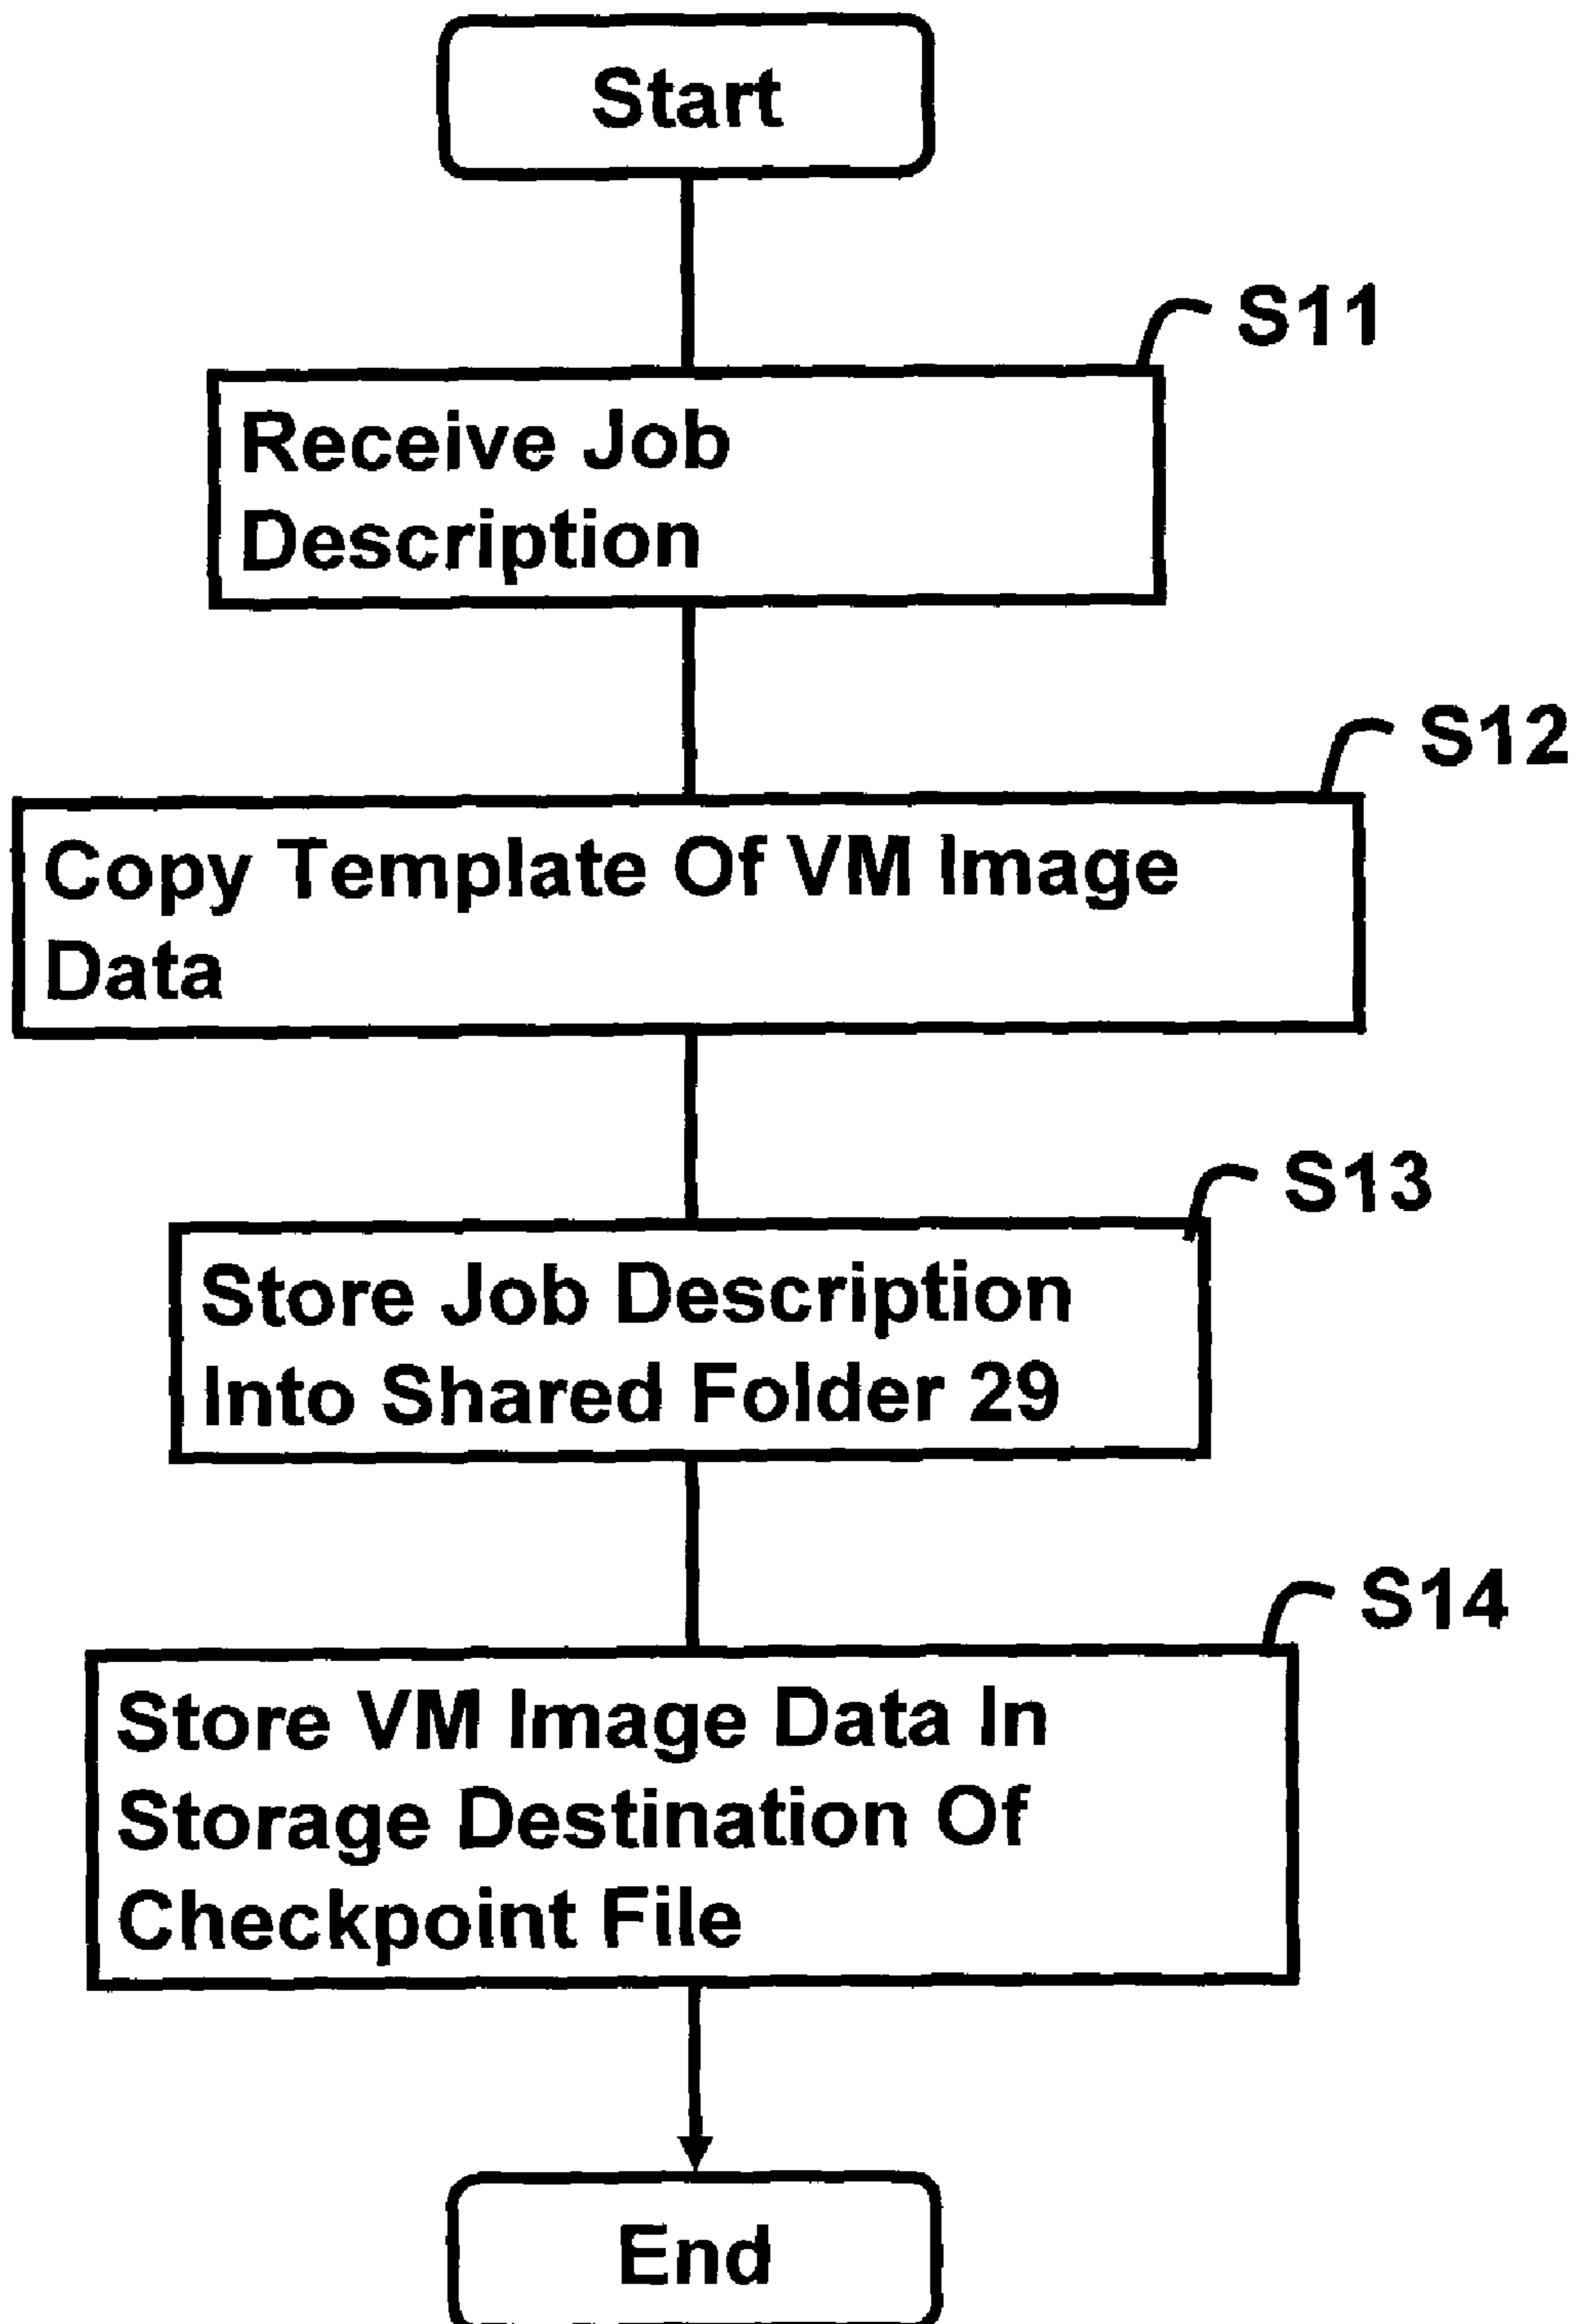 Start
S11
Receive Job
Description
S12
Copy Template Of VM Image
Data
S13
Store Job Description
Into Shared Folder 29
S14
Store VM Image Data In
Storage Destination Of
Checkpoint File
End